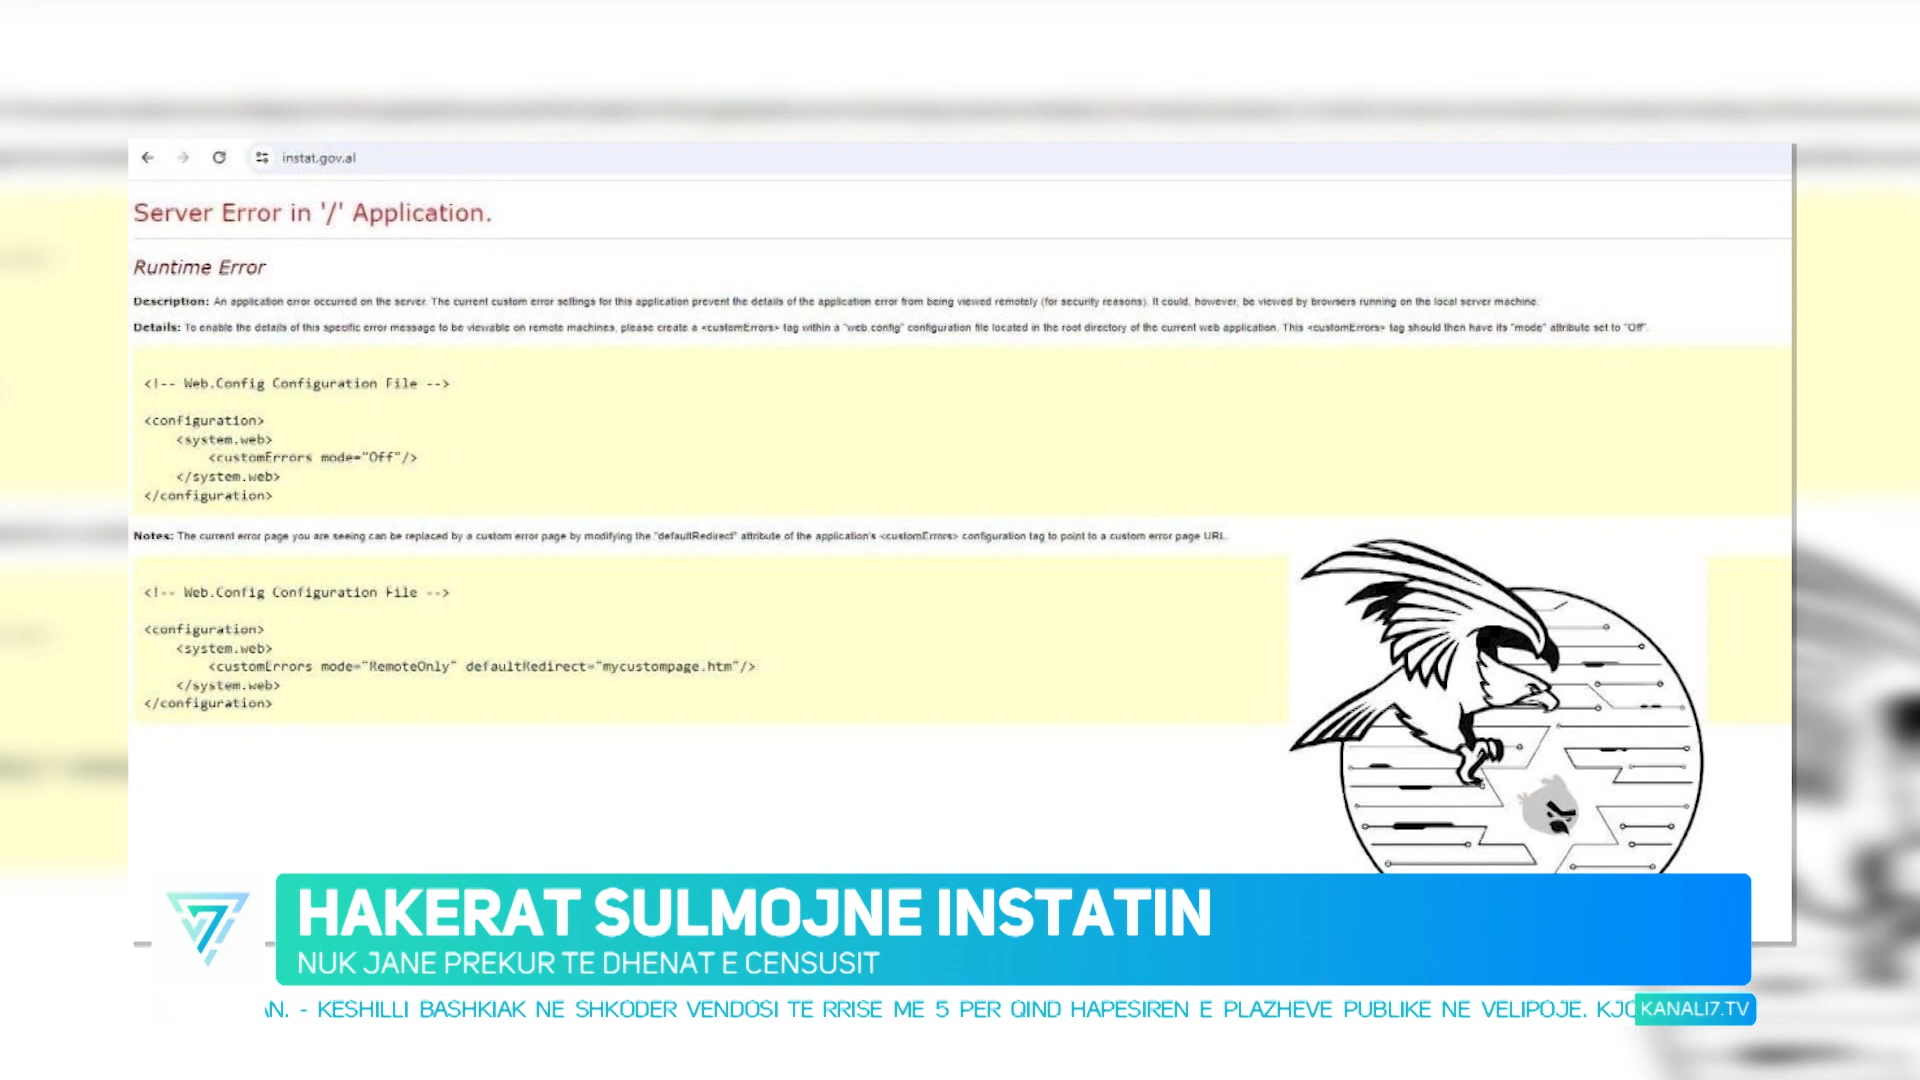 instat.gov.al
Server Error in '/' Application.
Runtime Error
Description: An application error occurred on the server. The current custom error settings for this application prevent the details of the application error from being viewed remotely (for security reasons). It could, however, be viewed by browsers running on the local server machine.
Details: To enable the details of this specific error message to be viewable on remote machines, please create a <customErrors> tag within a "web.config" configuration file located in the root directory of the current web application. This <customErrors> tag should then have its "mode" attribute set to "Off".
<!-- Web.Config Configuration File -->
<configuration>
<system.web>
<customErrors mode="Off"/>
</system.web>
</configuration>
Notes: The current error page you are seeing can be replaced by a custom error page by modifying the "defaultRedirect" attribute of the application's <customErrors> configuration tag to point to a custom error page URL.
<!-- Web.Config Configuration File -->
<configuration>
<system.web>
<customErrors mode="RemoteOnly" defaultRedirect="mycustompage.htm"/>
</system.web>
</configuration>
HAKERAT SULMOJNE INSTATIN
NUK JANE PREKUR TE DHENAT E CENSUSIT
AN. - KESHILLI BASHKIAK NE SHKODER VENDOSI TE RRISE ME 5 PER QIND HAPESIREN E PLAZHEVE PUBLIKE NE VELIPOJE. KJO
KANALI7.TV